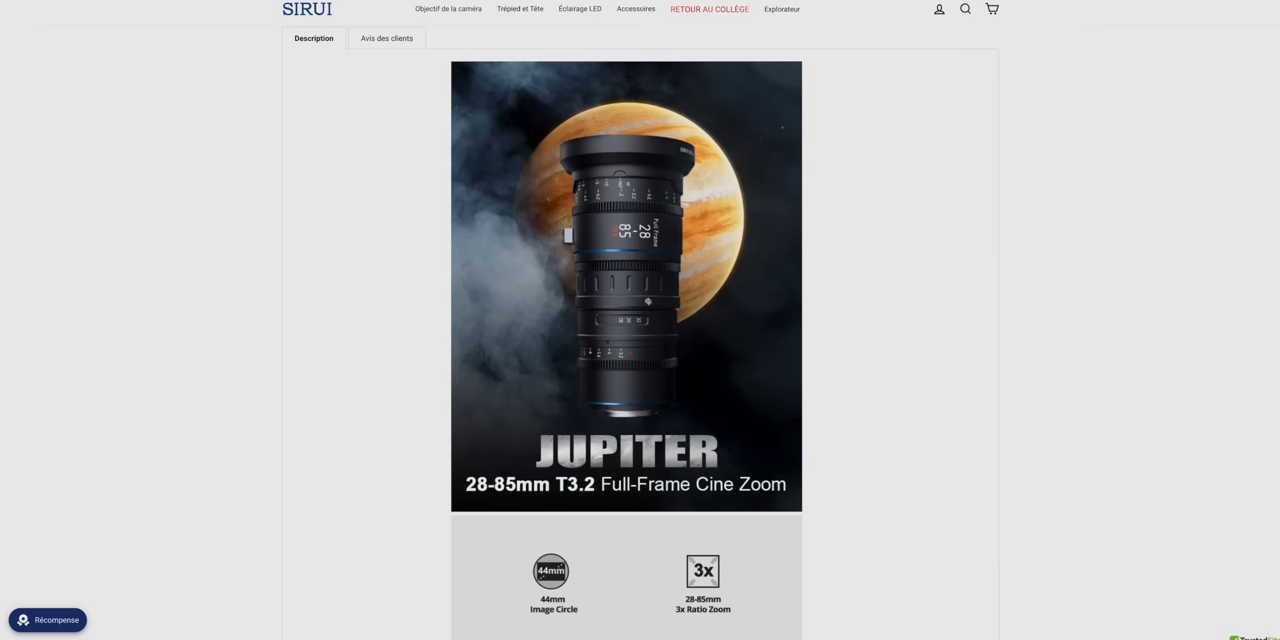 SIRUI
Objectif de la caméra
Trépied et Tête
Éclairage LED
Accessoires
RETOUR AU COLLÈGE
Explorateur
Description
Avis des clients
Full Frame
28-85
JUPITER
28-85mm T3.2 Full-Frame Cine Zoom
44mm
3x
44mm
Image Circle
28-85mm
3x Ratio Zoom
Récompense